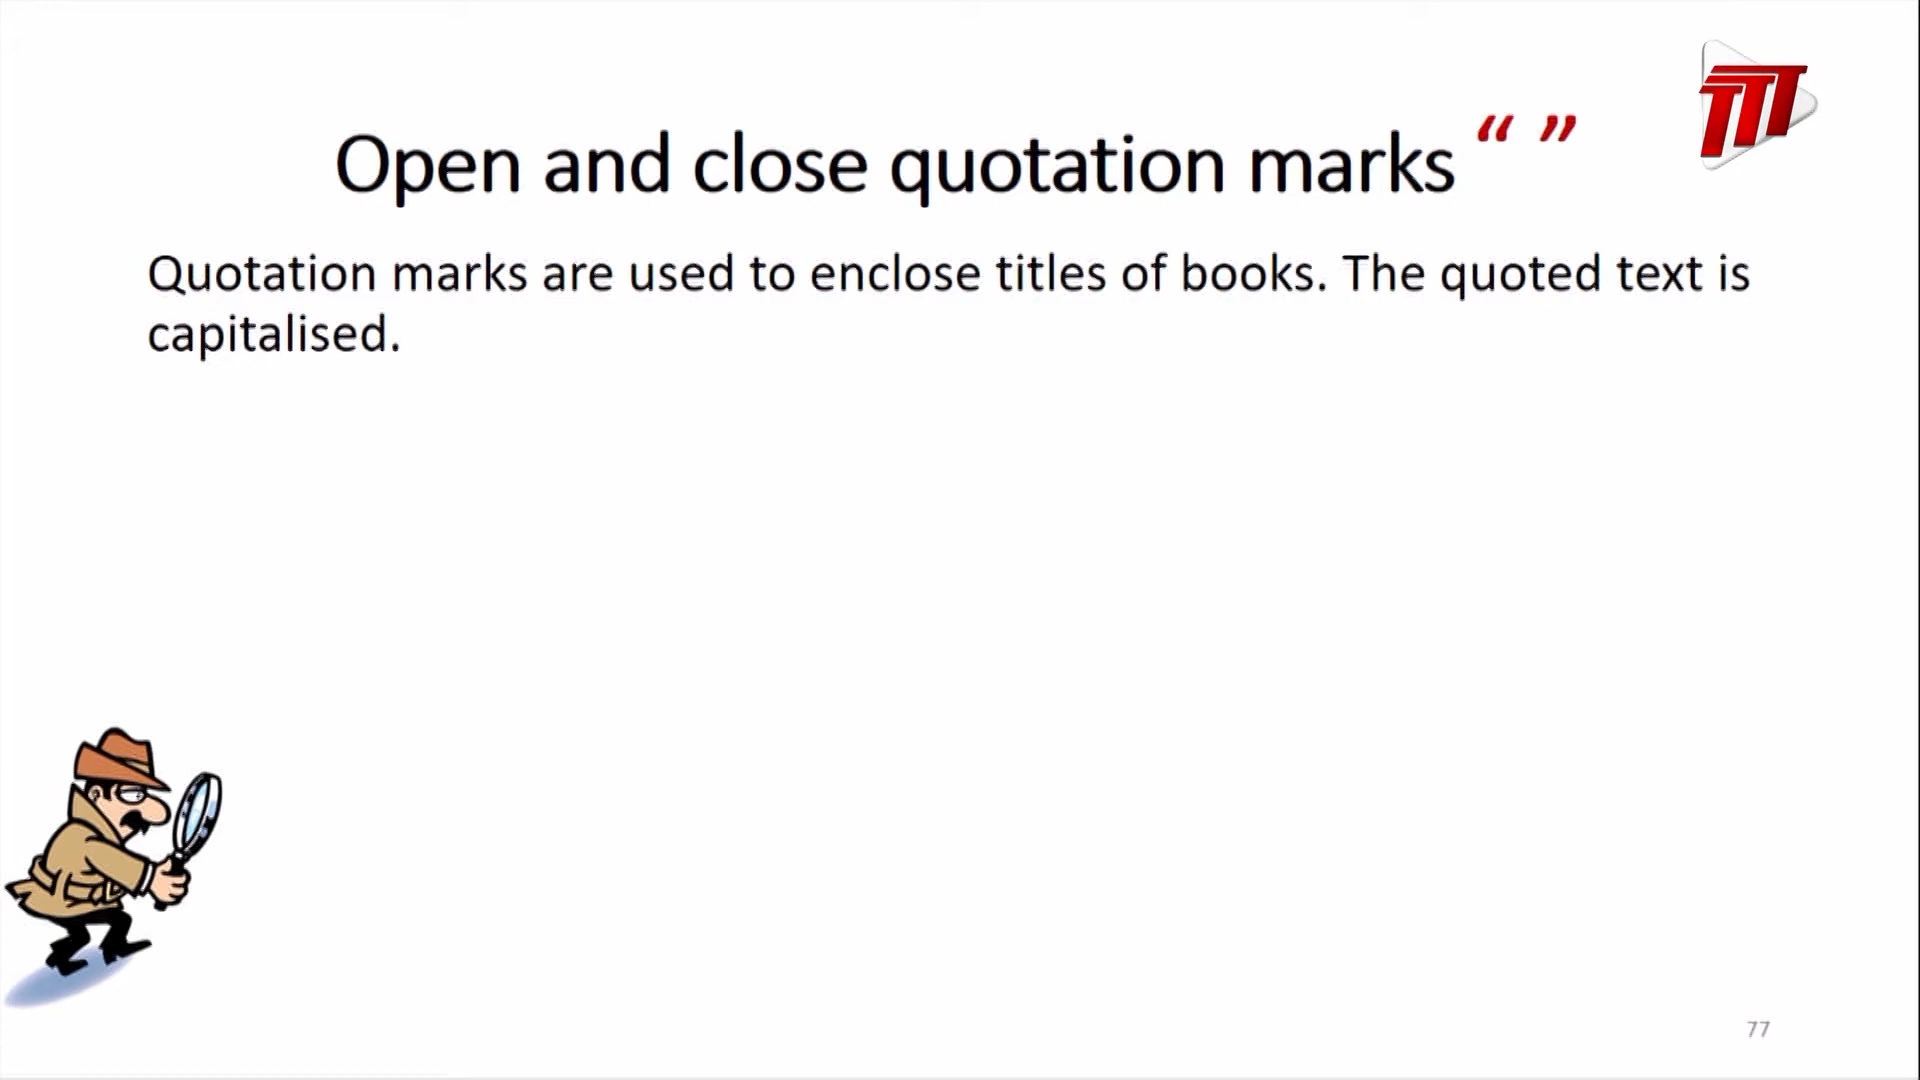 TTT
Open and close quotation marks “ ”
Quotation marks are used to enclose titles of books. The quoted text is
capitalised.
77